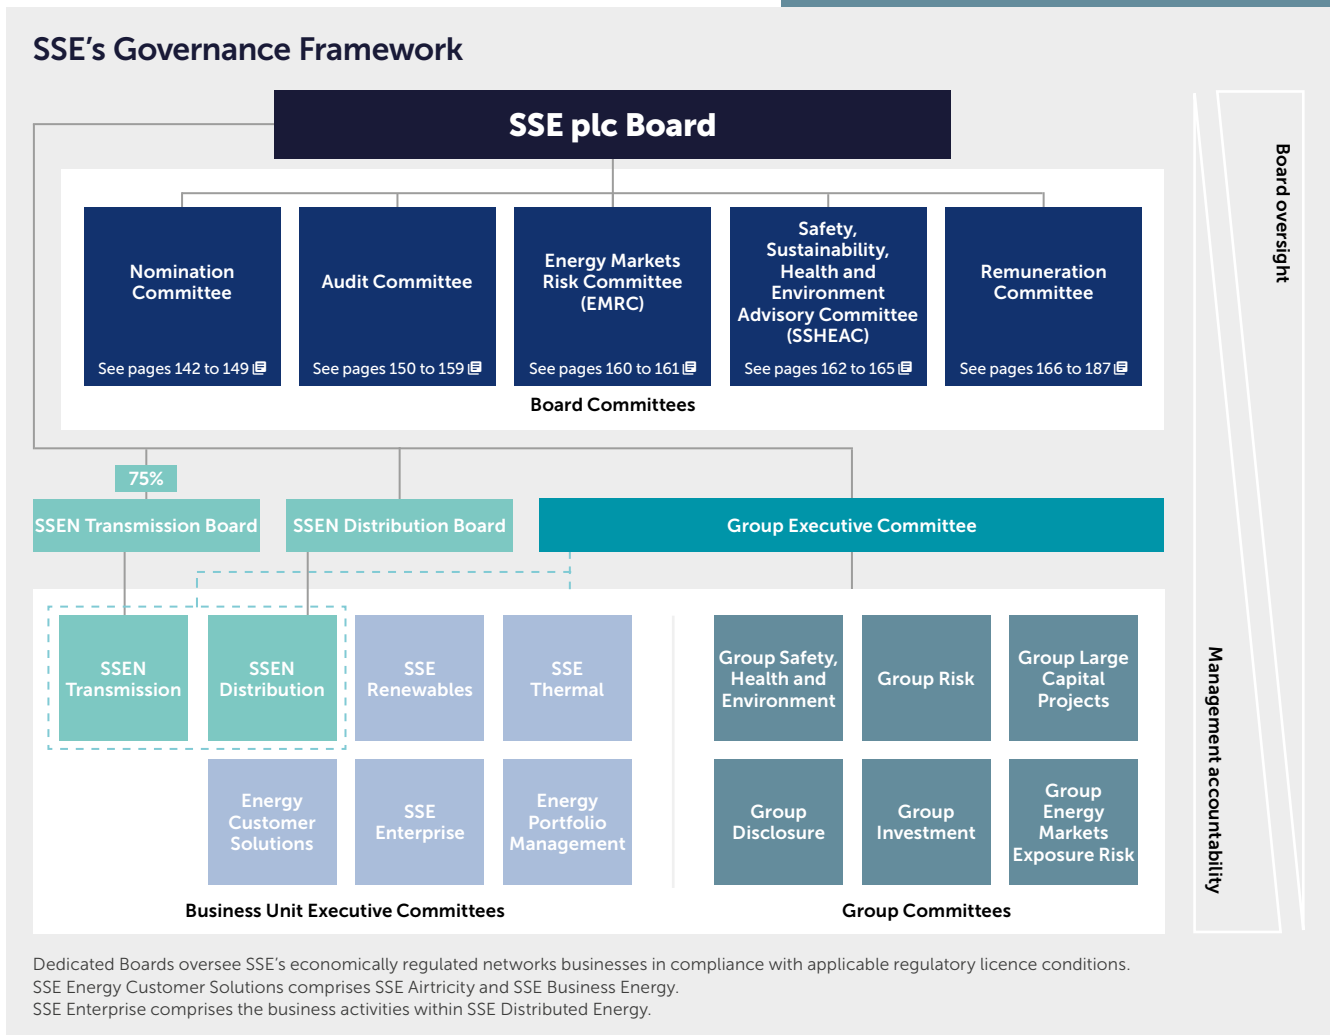 SSE's Governance Framework
SSE plc Board
Nomination
Committee
See pages 142 to 149
Audit Committee
See pages 150 to 159
Energy Markets
Risk Committee
(EMRC)
See pages 160 to 161
Safety,
Sustainability,
Health and
Environment
Advisory Committee
(SSHEAC)
See pages 162 to 165
Remuneration
Committee
See pages 166 to 187
Board Committees
Board oversight
75%
SSEN Transmission Board
SSEN Distribution Board
Group Executive Committee
SSEN
Transmission
SSEN
Distribution
SSE
Renewables
SSE
Thermal
Energy
Customer
Solutions
SSE
Enterprise
Energy
Portfolio
Management
Business Unit Executive Committees
Group Safety,
Health and
Environment
Group Risk
Group Large
Capital
Projects
Group
Disclosure
Group
Investment
Group
Energy
Markets
Exposure Risk
Group Committees
Management accountability
Dedicated Boards oversee SSE's economically regulated networks businesses in compliance with applicable regulatory licence conditions.
SSE Energy Customer Solutions comprises SSE Airtricity and SSE Business Energy.
SSE Enterprise comprises the business activities within SSE Distributed Energy.